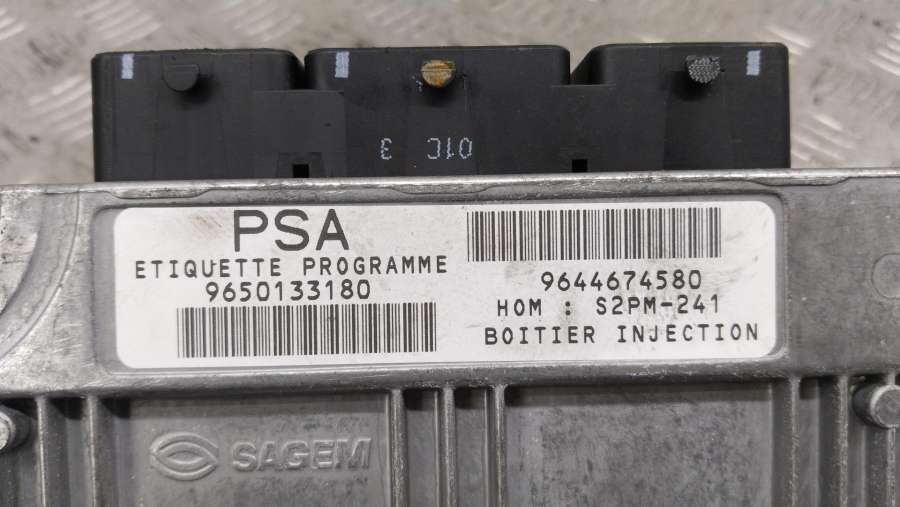 01C 3
PSA
ETIQUETTE PROGRAMME
9650133180
9644674580
HOM : S2PM-241
BOITIER INJECTION
SAGEM